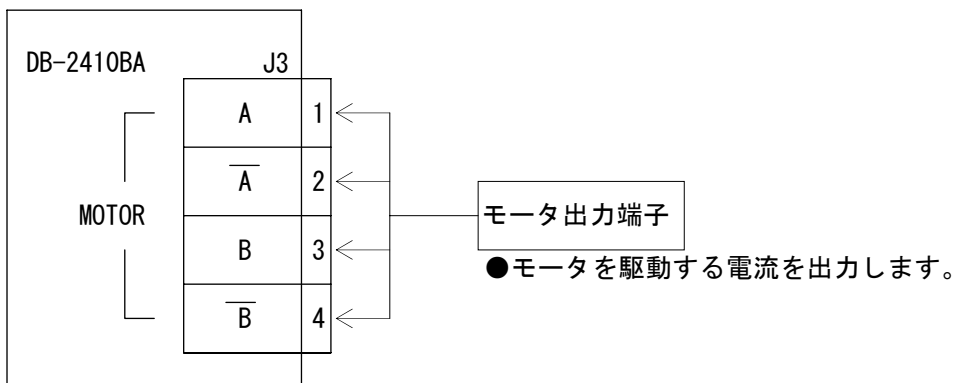 DB-2410BA J3
A 1
A̅ 2
MOTOR
B 3
B̅ 4
モータ出力端子
●モータを駆動する電流を出力します。